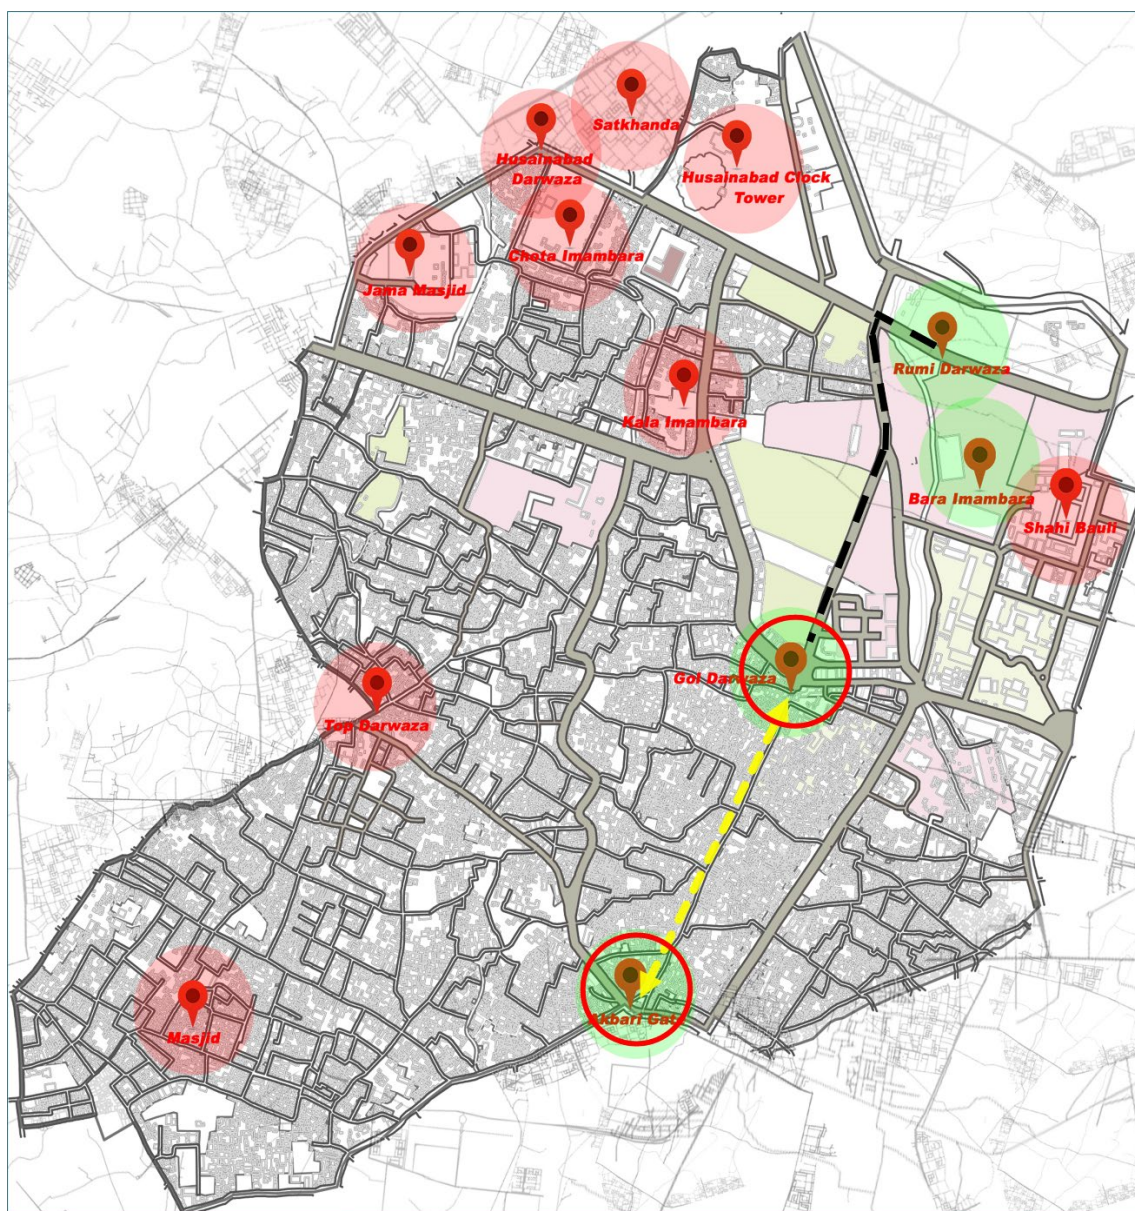 Satkhanda
Husainabad
Darwaza
Husainabad Clock
Tower
Chota Imambara
Jama Masjid
Rumi Darwaza
Kala Imambara
Bara Imambara
Shahi Bauli
Gol Darwaza
Top Darwaza
Akbari Gate
Masjid